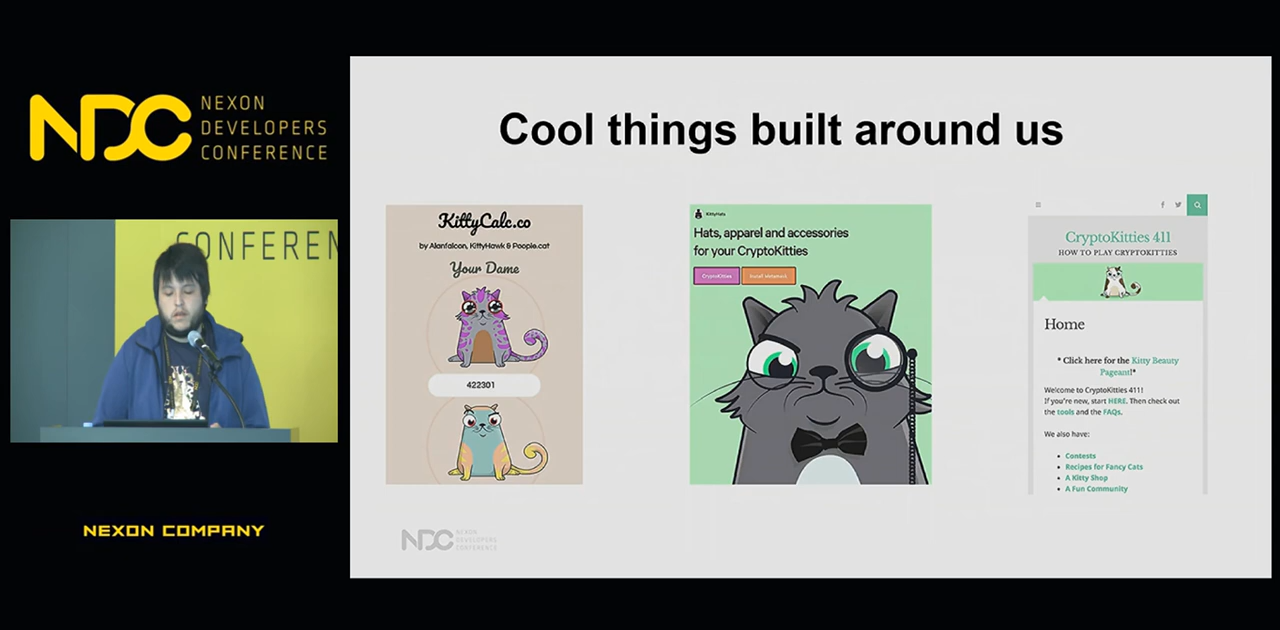 NDC
NEXON
DEVELOPERS
CONFERENCE
CONFEREN
NEXON COMPANY
Cool things built around us
KittyCalc.co
by Alanfalcon, KittyHawk & Poople.cat
Your Dame
422301
KittyHats
Hats, apparel and accessories
for your CryptoKitties
CryptoKitties
Install Metamask
CryptoKitties 411
HOW TO PLAY CRYPTOKITTIES
Home
* Click here for the Kitty Beauty
Pageant!*
Welcome to CryptoKitties 411!
If you're new, start HERE. Then check out
the tools and the FAQs.
We also have:
• Contests
• Recipes for Fancy Cats
• A Kitty Shop
• A Fun Community
NDC
NEXON
DEVELOPERS
CONFERENCE